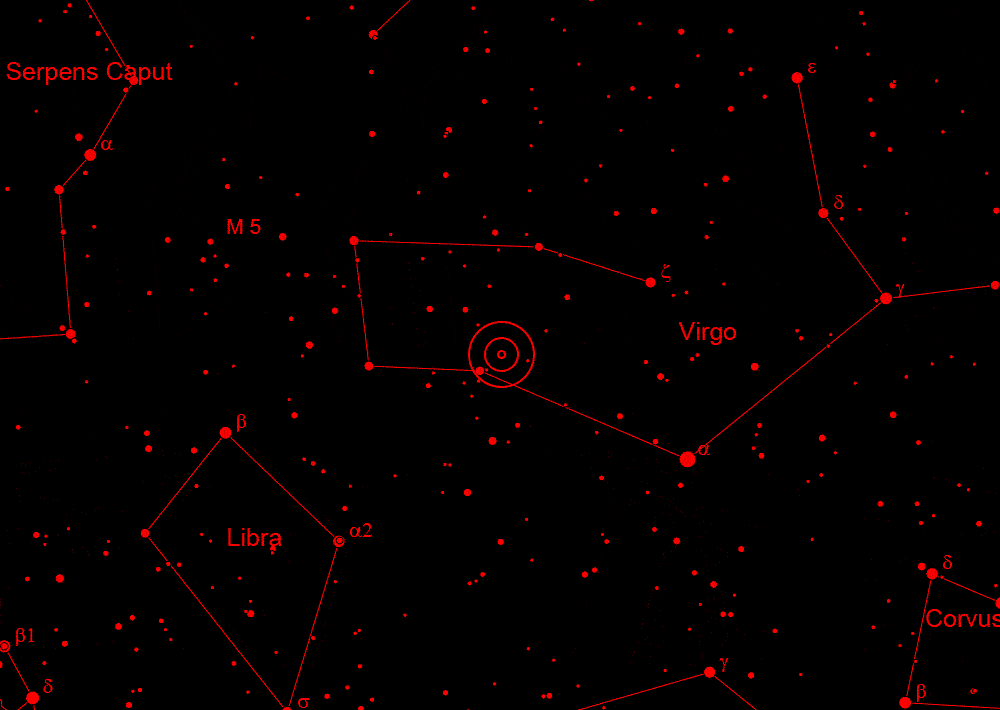 ε
Serpens Caput
α
δ
M 5
ζ
γ
Virgo
β
α
α2
Libra
δ
Corvus
β1
γ
δ
β
σ